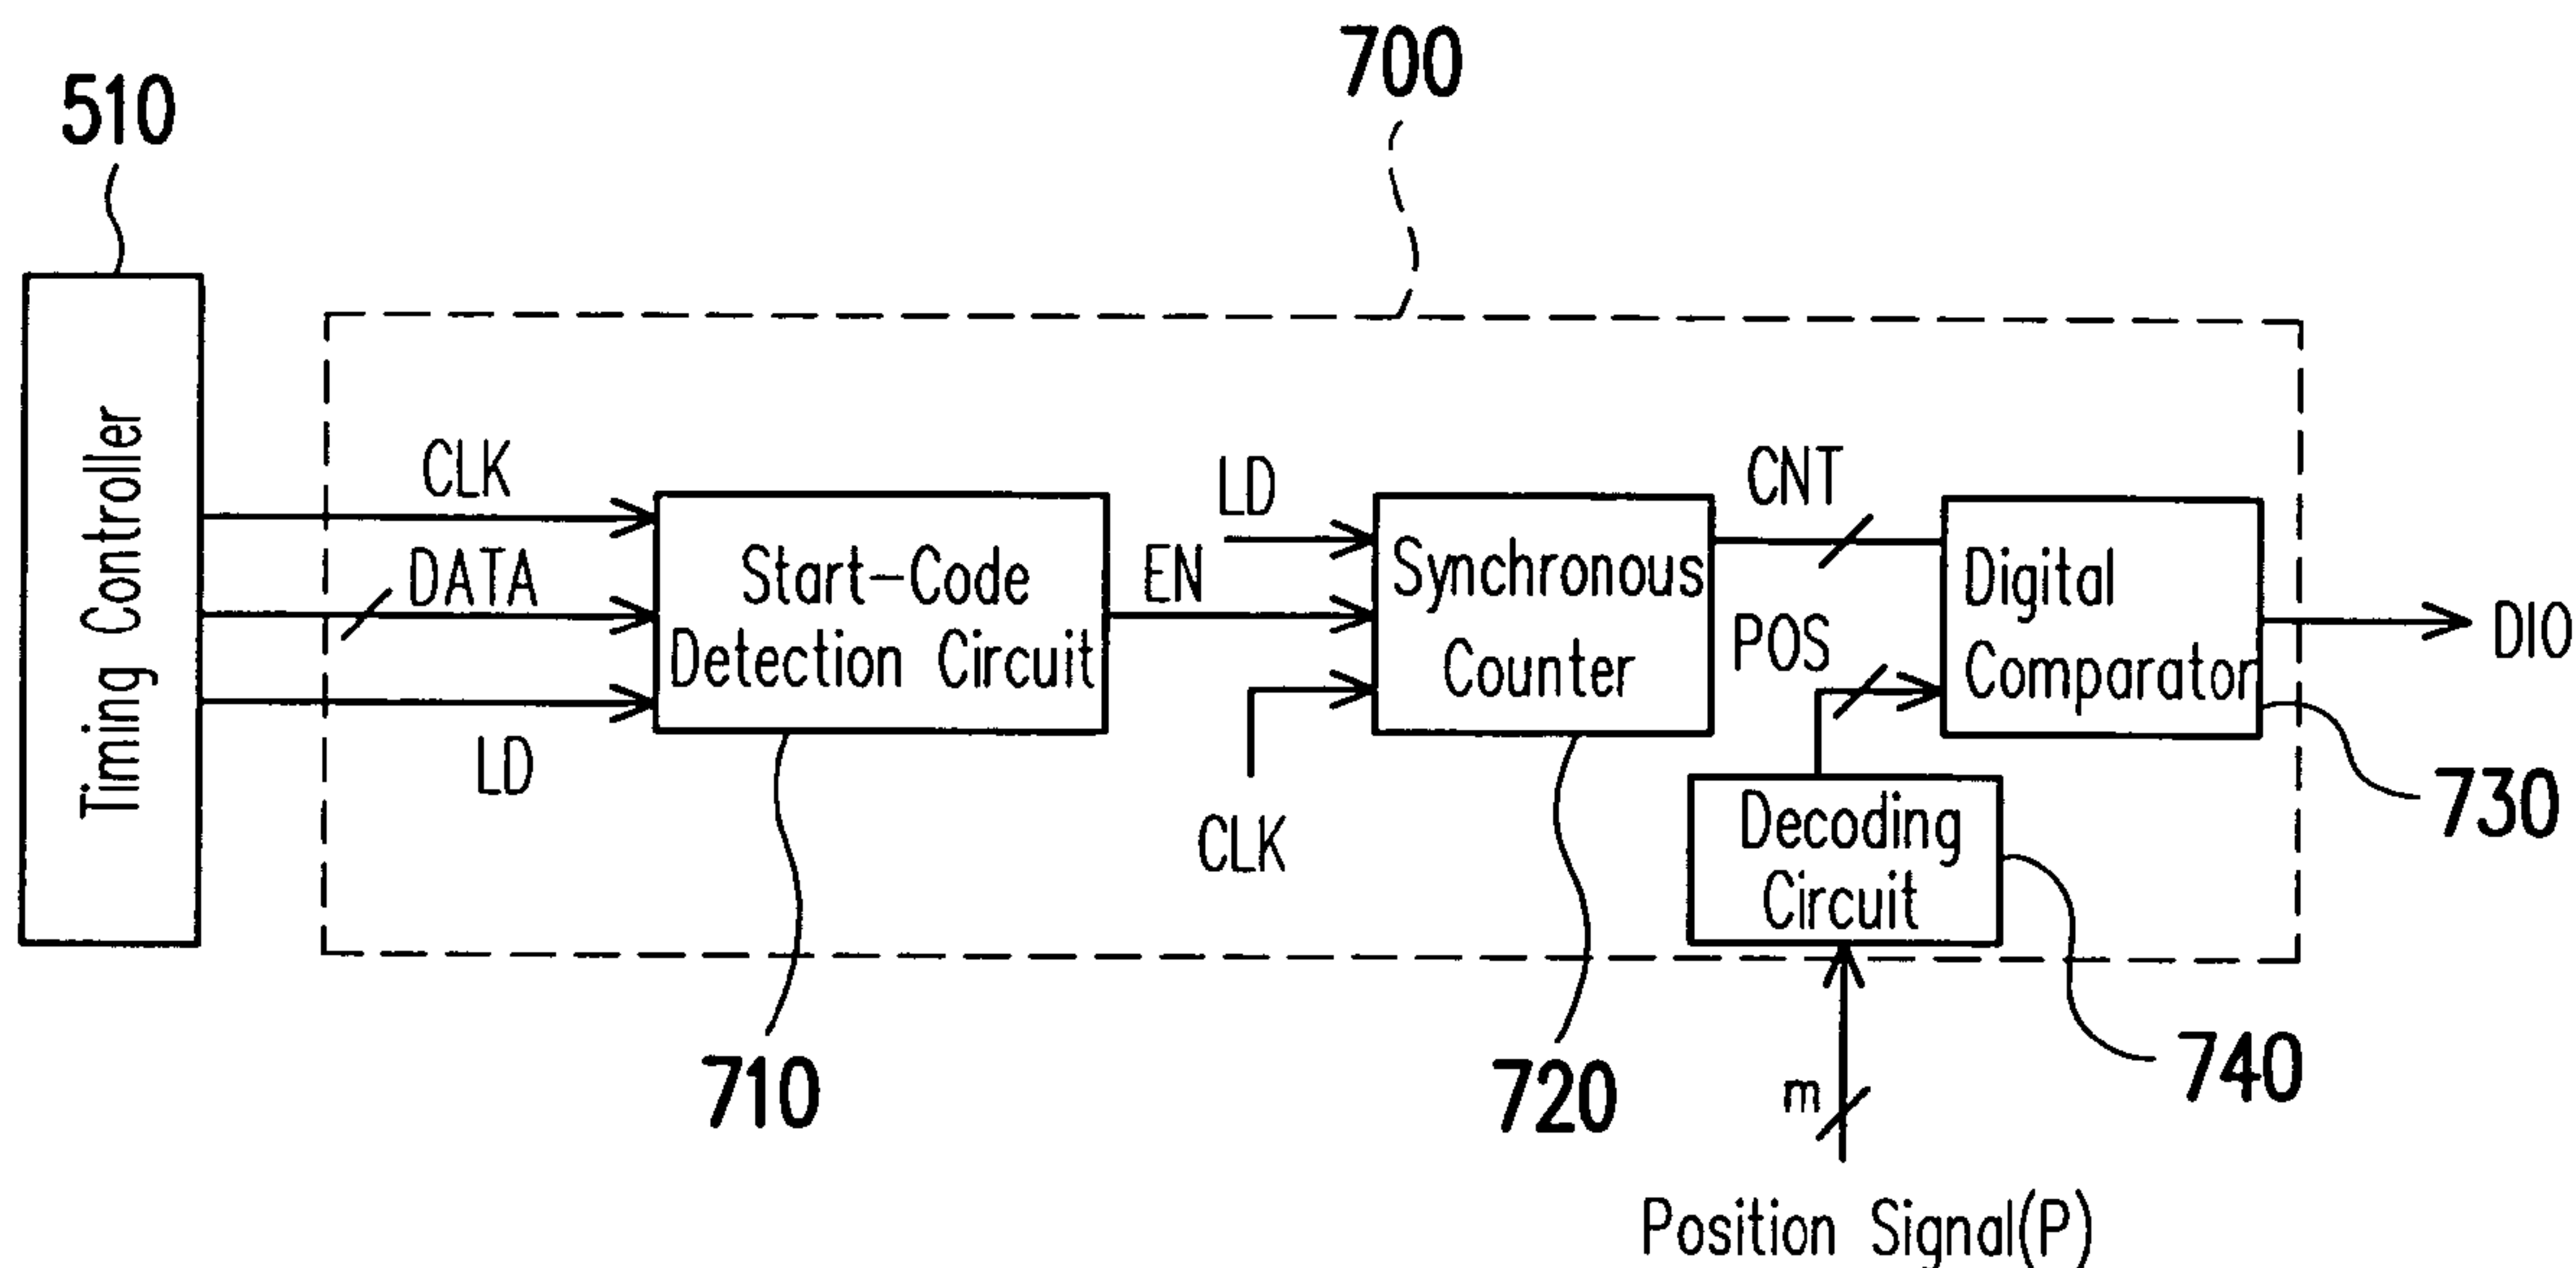 700
510
Timing Controller
CLK
DATA
LD
Start-Code
Detection Circuit
EN
LD
CLK
Synchronous
Counter
CNT
POS
Digital
Comparator
DIO
Decoding
Circuit
730
710
720
740
m
Position Signal(P)